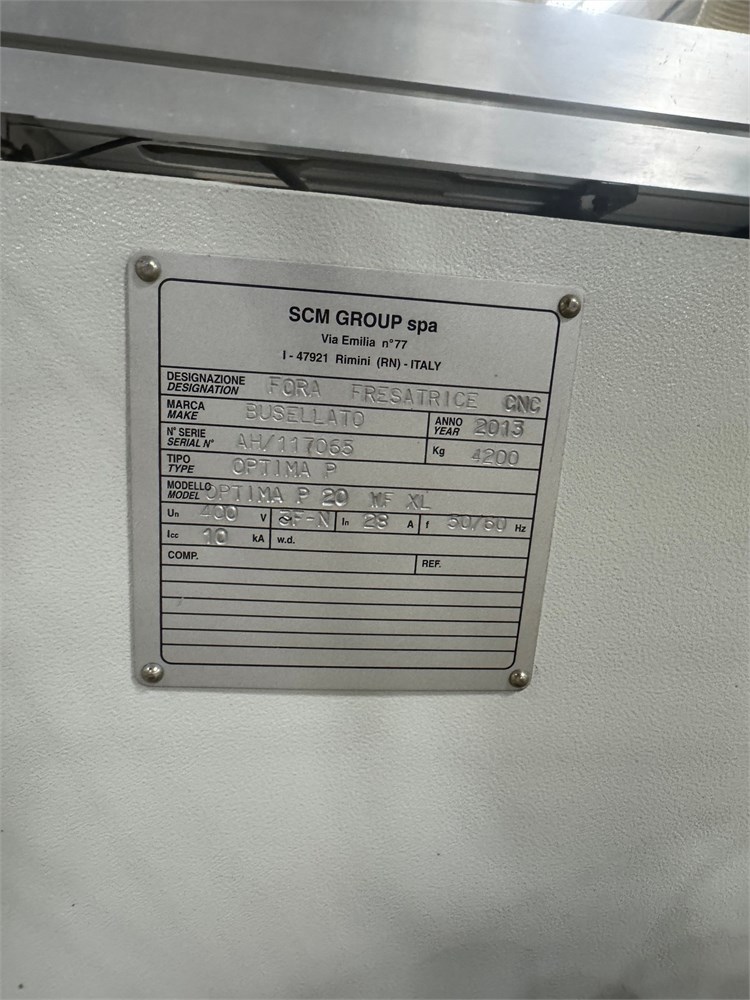 SCM GROUP spa
Via Emilia n°77
I - 47921 Rimini (RN) - ITALY
DESIGNAZIONE
DESIGNATION FORA FRESATRICE CNC
MARCA
MAKE BUSELLATO
ANNO
YEAR 2013
N° SERIE
SERIAL N° AH/117065
Kg 4200
TIPO
TYPE OPTIMA P
MODELLO
MODEL OPTIMA P 20 WF XL
Un 400 V ~ 3F-N In 28 A f 50/60 Hz
Icc 10 kA w.d.
COMP. REF.